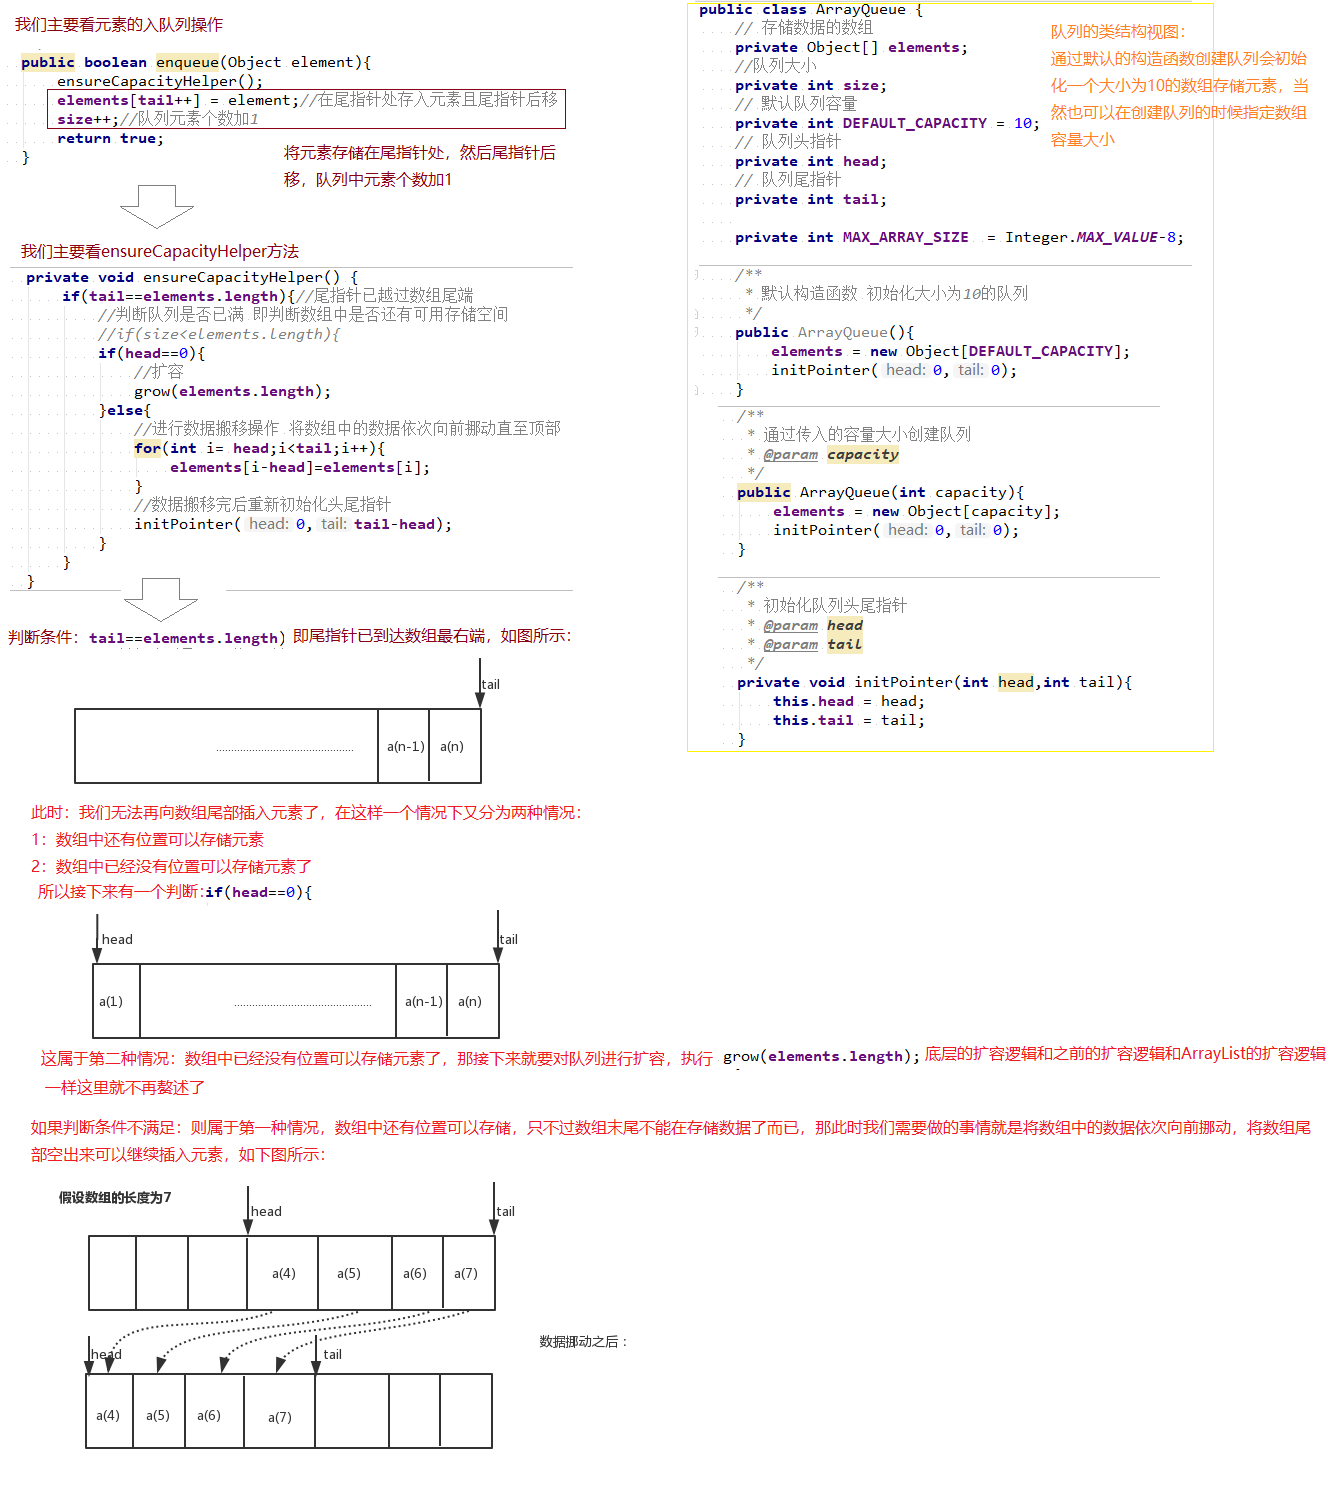 我们主要看元素的入队列操作
public boolean enqueue(Object element){
ensureCapacityHelper();
elements[tail++] = element;//在尾指针处存入元素且尾指针后移
size++;//队列元素个数加1
return true;
}
将元素存储在尾指针处，然后尾指针后
移，队列中元素个数加1
我们主要看ensureCapacityHelper方法
private void ensureCapacityHelper() {
if(tail==elements.length){//尾指针已越过数组尾端
//判断队列是否已满 即判断数组中是否还有可用存储空间
//if(size<elements.length){
if(head==0){
//扩容
grow(elements.length);
}else{
//进行数据搬移操作 将数组中的数据依次向前挪动直至顶部
for(int i= head;i<tail;i++){
elements[i-head]=elements[i];
}
//数据搬移完后重新初始化头尾指针
initPointer( head: 0, tail: tail-head);
}
}
}
判断条件：tail==elements.length) 即尾指针已到达数组最右端，如图所示：
tail
a(n-1) a(n)
此时：我们无法再向数组尾部插入元素了，在这样一个情况下又分为两种情况：
1：数组中还有位置可以存储元素
2：数组中已经没有位置可以存储元素了
所以接下来有一个判断:if(head==0){
head tail
a(1) a(n-1) a(n)
这属于第二种情况：数组中已经没有位置可以存储元素了，那接下来就要对队列进行扩容，执行 grow(elements.length); 底层的扩容逻辑和之前的扩容逻辑和ArrayList的扩容逻辑
一样这里就不再螯述了
如果判断条件不满足：则属于第一种情况，数组中还有位置可以存储，只不过数组末尾不能在存储数据了而已，那此时我们需要做的事情就是将数组中的数据依次向前挪动，将数组尾
部空出来可以继续插入元素，如下图所示：
假设数组的长度为7
head tail
a(4) a(5) a(6) a(7)
数据挪动之后：
head tail
a(4) a(5) a(6) a(7)
public class ArrayQueue {
// 存储数据的数组
private Object[] elements;
//队列大小
private int size;
// 默认队列容量
private int DEFAULT_CAPACITY = 10;
// 队列头指针
private int head;
// 队列尾指针
private int tail;
private int MAX_ARRAY_SIZE = Integer.MAX_VALUE-8;
/**
* 默认构造函数 初始化大小为10的队列
*/
public ArrayQueue(){
elements = new Object[DEFAULT_CAPACITY];
initPointer( head: 0, tail: 0);
}
/**
* 通过传入的容量大小创建队列
* @param capacity
*/
public ArrayQueue(int capacity){
elements = new Object[capacity];
initPointer( head: 0, tail: 0);
}
/**
* 初始化队列头尾指针
* @param head
* @param tail
*/
private void initPointer(int head,int tail){
this.head = head;
this.tail = tail;
}
队列的类结构视图：
通过默认的构造函数创建队列会初始
化一个大小为10的数组存储元素，当
然也可以在创建队列的时候指定数组
容量大小